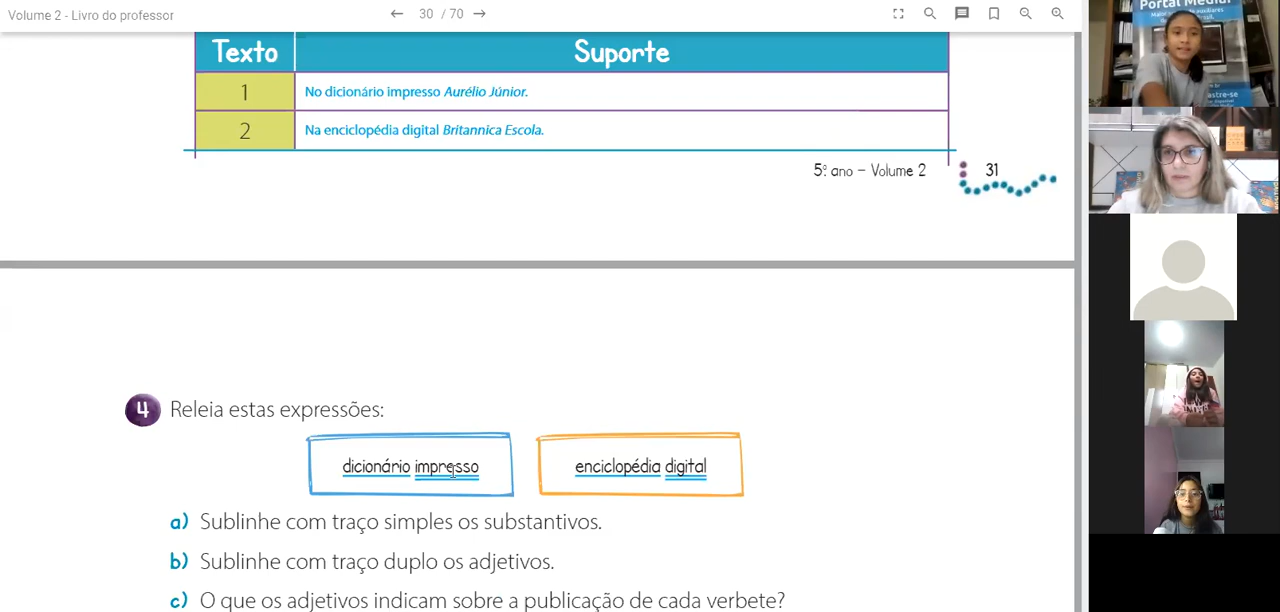 Volume 2 - Livro do professor
30 / 70
Texto Suporte
1 No dicionário impresso Aurélio Júnior.
2 Na enciclopédia digital Britannica Escola.
5º. ano – Volume 2 31
4 Releia estas expressões:
dicionário impresso enciclopédia digital
a) Sublinhe com traço simples os substantivos.
b) Sublinhe com traço duplo os adjetivos.
c) O que os adjetivos indicam sobre a publicação de cada verbete?
Portal Medial